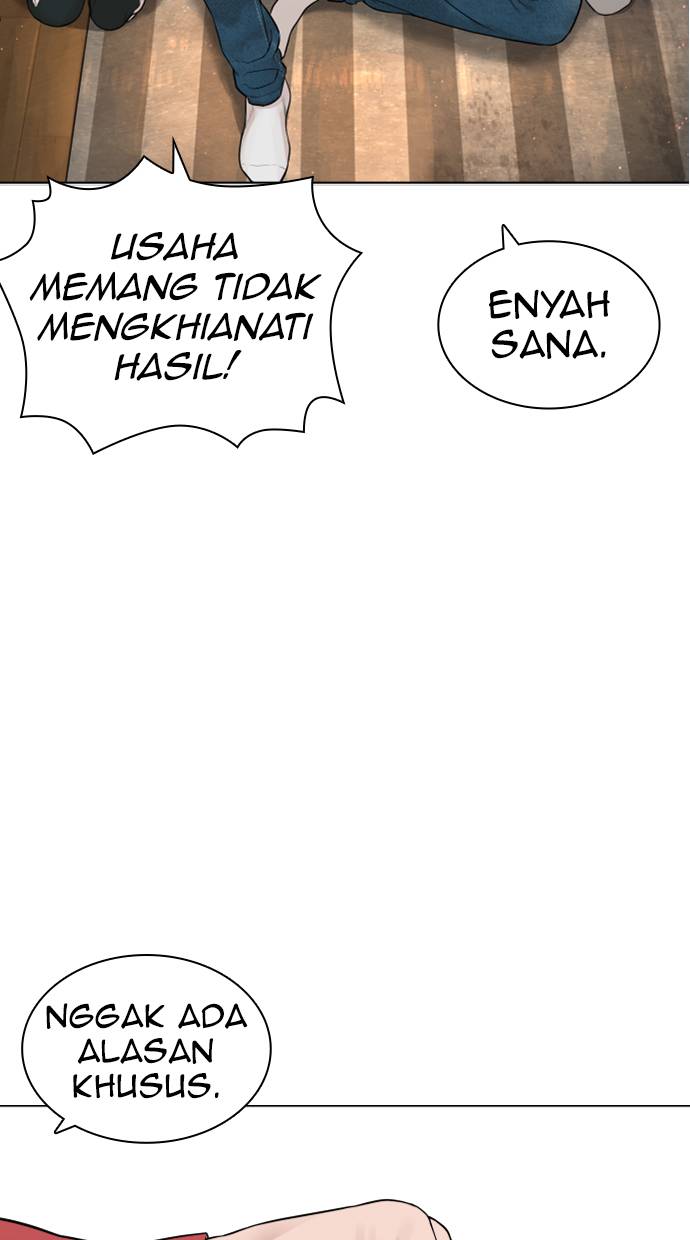 USAHA
MEMANG TIDAK
MENGKHIANATI
HASIL!
ENYAH
SANA.
NGGAK ADA
ALASAN
KHUSUS.